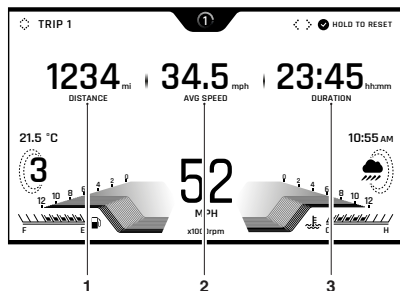 1
TRIP 1
HOLD TO RESET
1234 mi
34.5 mph
23:45 hh:mm
DISTANCE
AVG SPEED
DURATION
21.5 °C
10:55 AM
3
52
MPH
x1000rpm
12 10 8 6 4 2 0
0 2 4 6 8 10 12
F E
C H
1 2 3